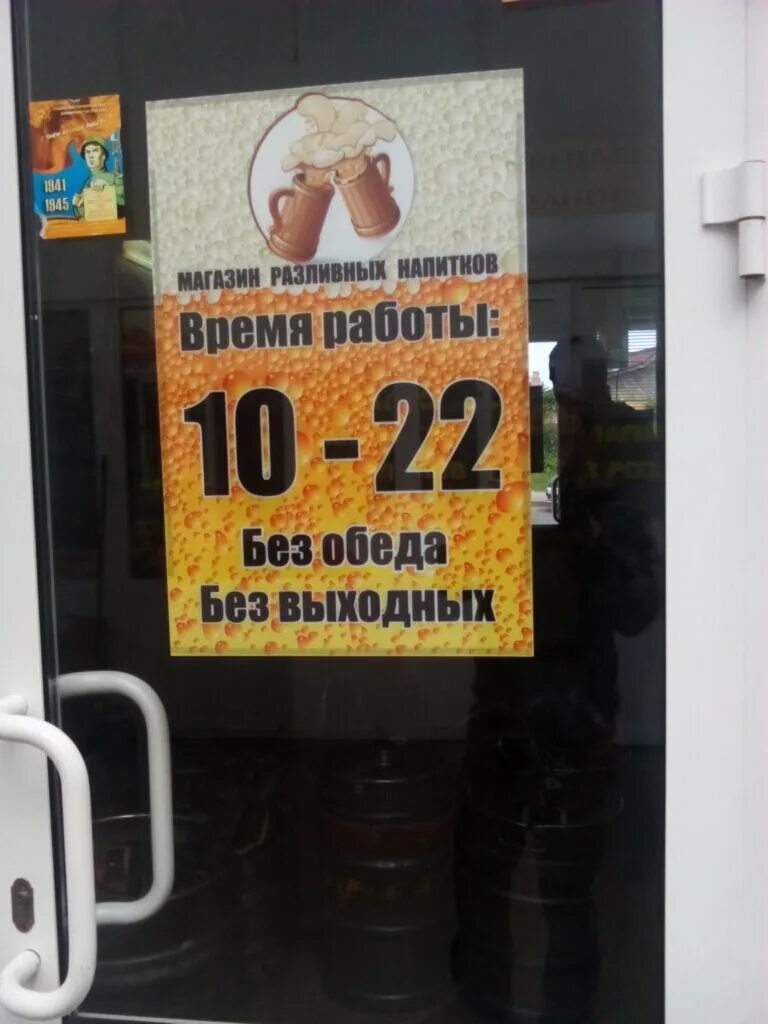 1941
1945
МАГАЗИН РАЗЛИВНЫХ НАПИТКОВ
Время работы:
10 - 22
Без обеда
Без выходных